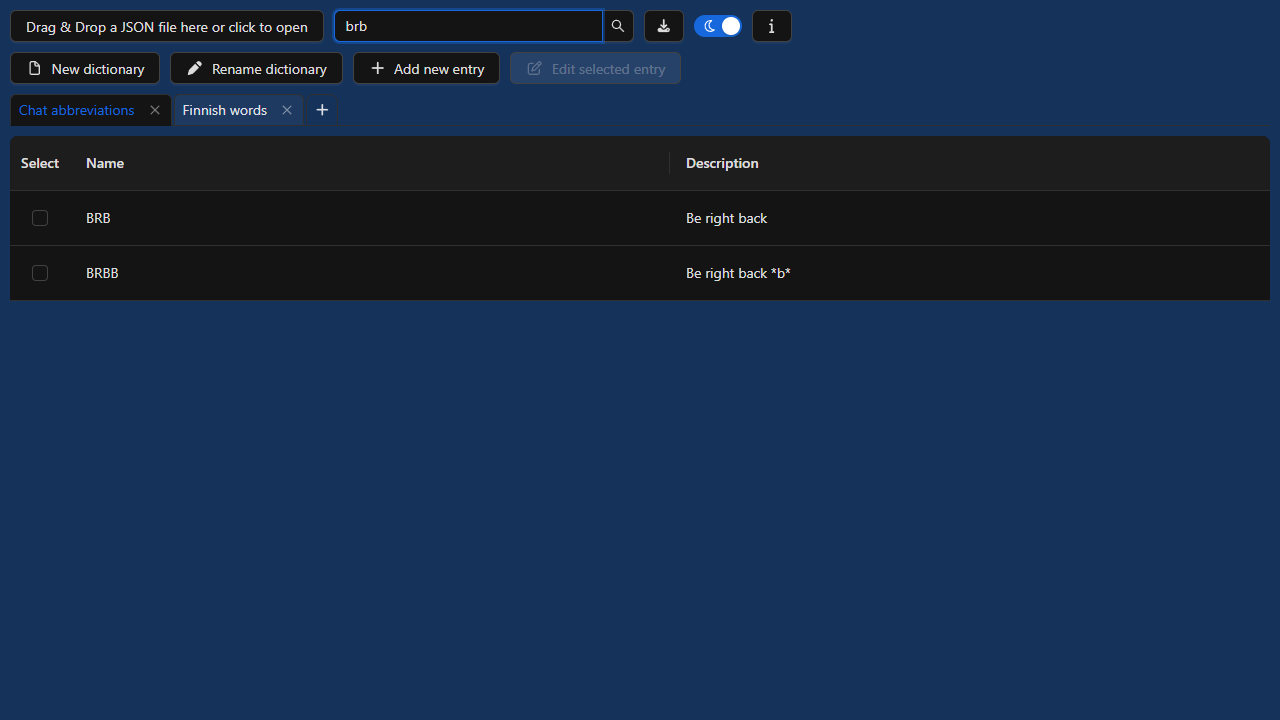 Drag & Drop a JSON file here or click to open brb
New dictionary Rename dictionary Add new entry Edit selected entry
Chat abbreviations Finnish words
Select Name Description
BRB Be right back
BRBB Be right back *b*